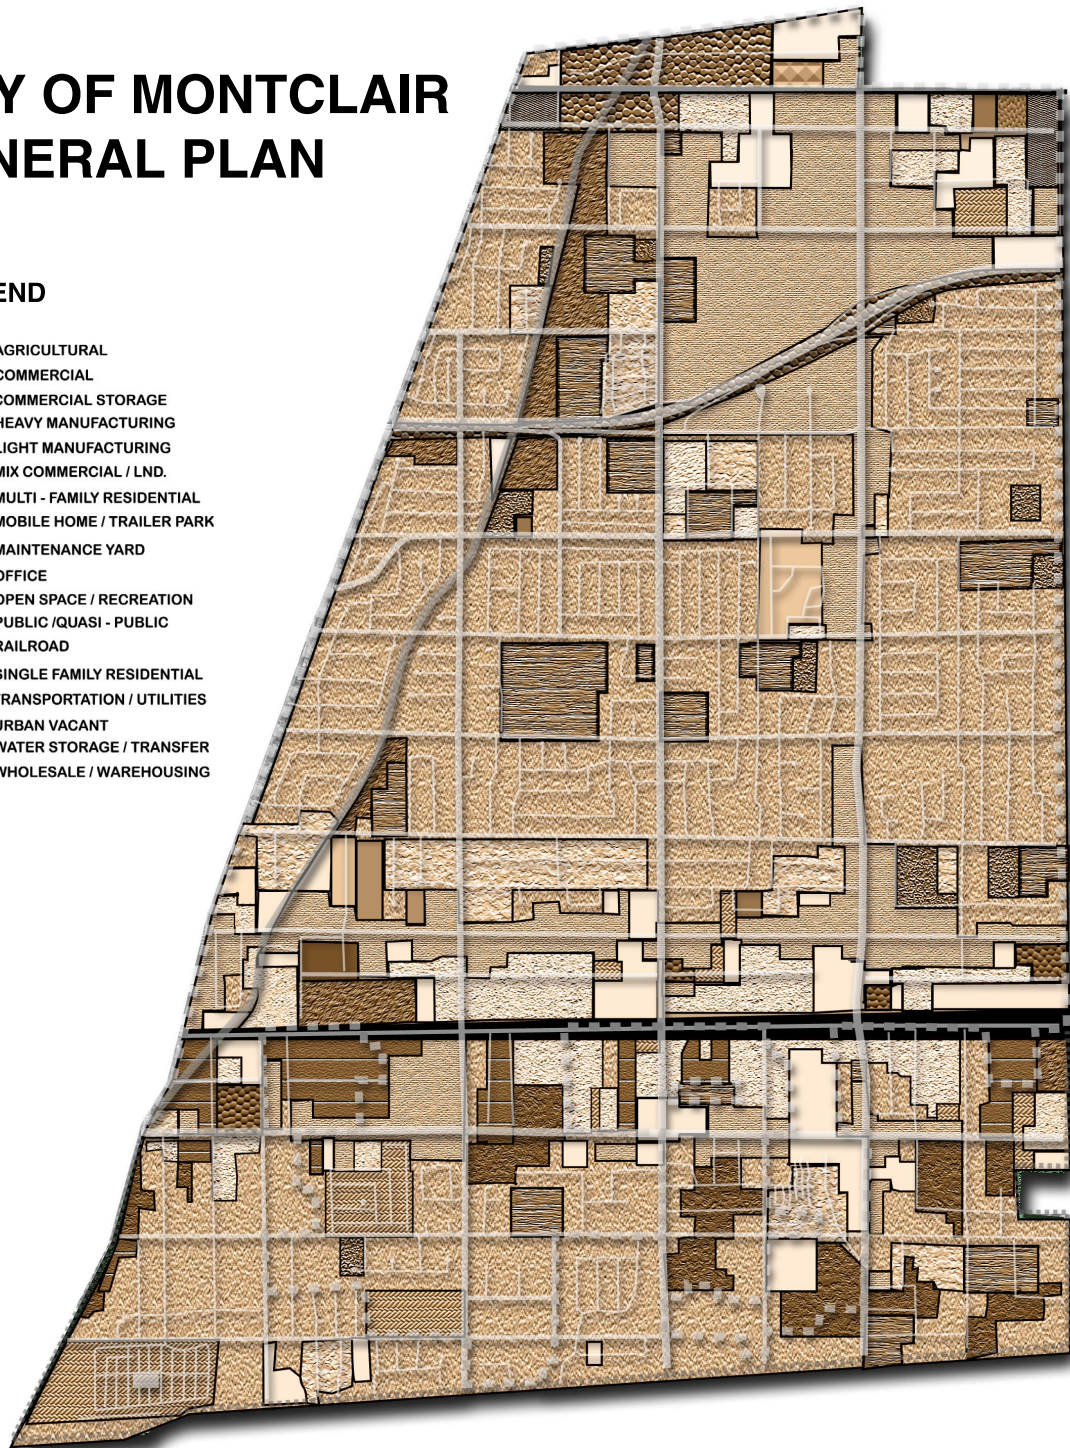 Y OF MONTCLAIR
NERAL PLAN
END
AGRICULTURAL
COMMERCIAL
COMMERCIAL STORAGE
HEAVY MANUFACTURING
LIGHT MANUFACTURING
MIX COMMERCIAL / LND.
MULTI - FAMILY RESIDENTIAL
MOBILE HOME / TRAILER PARK
MAINTENANCE YARD
OFFICE
OPEN SPACE / RECREATION
PUBLIC /QUASI - PUBLIC
RAILROAD
SINGLE FAMILY RESIDENTIAL
TRANSPORTATION / UTILITIES
URBAN VACANT
WATER STORAGE / TRANSFER
WHOLESALE / WAREHOUSING